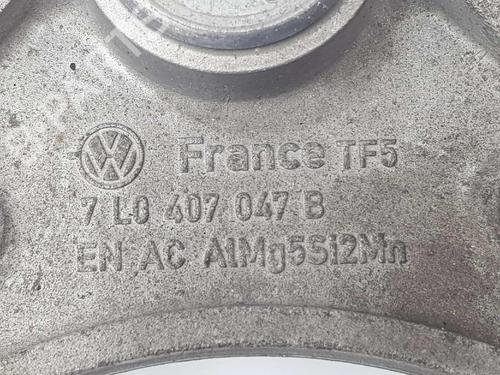 France TF5
7 L0 407 047 B
EN AC AlMg5Si2Mn